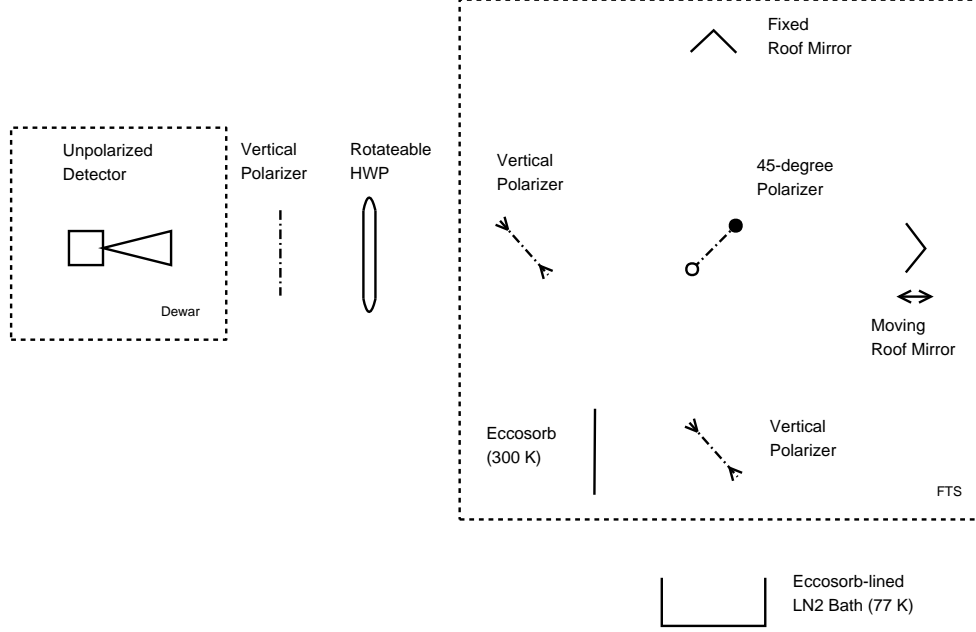 Fixed
Roof Mirror
Unpolarized
Detector
Vertical
Polarizer
Rotateable
HWP
Vertical
Polarizer
45-degree
Polarizer
Dewar
Moving
Roof Mirror
Eccosorb
(300 K)
Vertical
Polarizer
FTS
Eccosorb-lined
LN2 Bath (77 K)